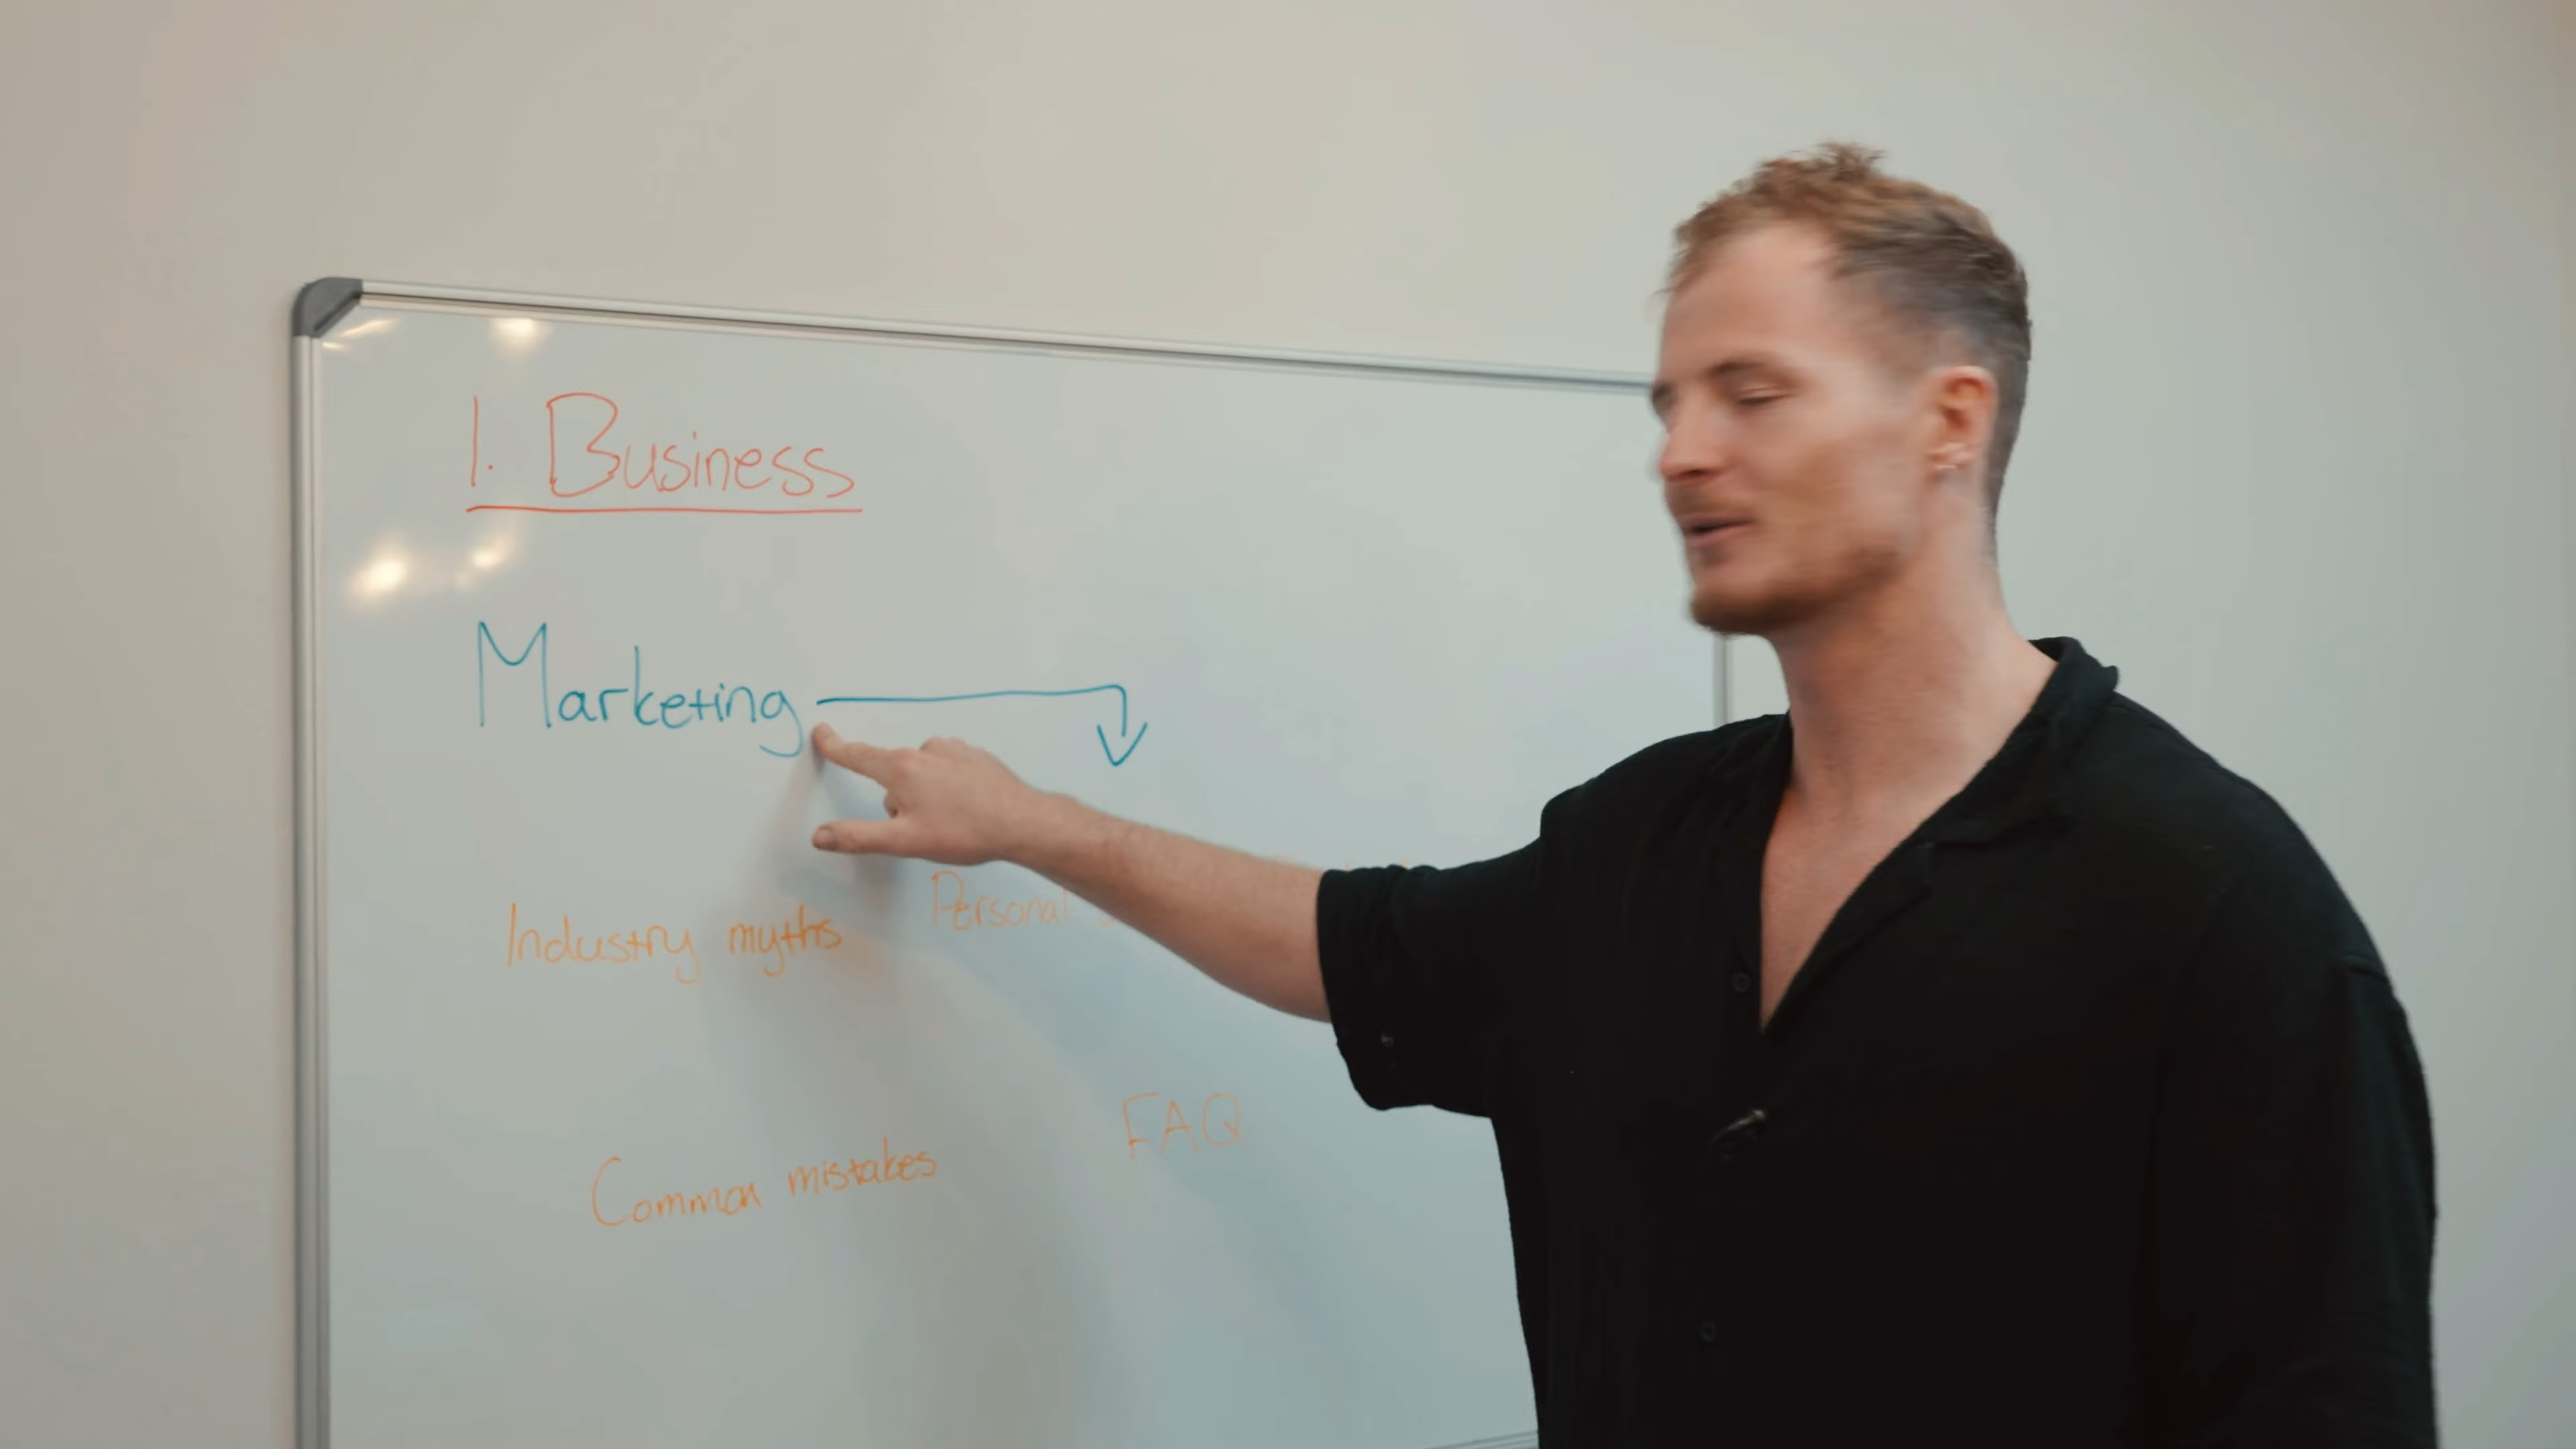 1. Business
Marketing
Industry myths
Personal
Common mistakes
FAQ